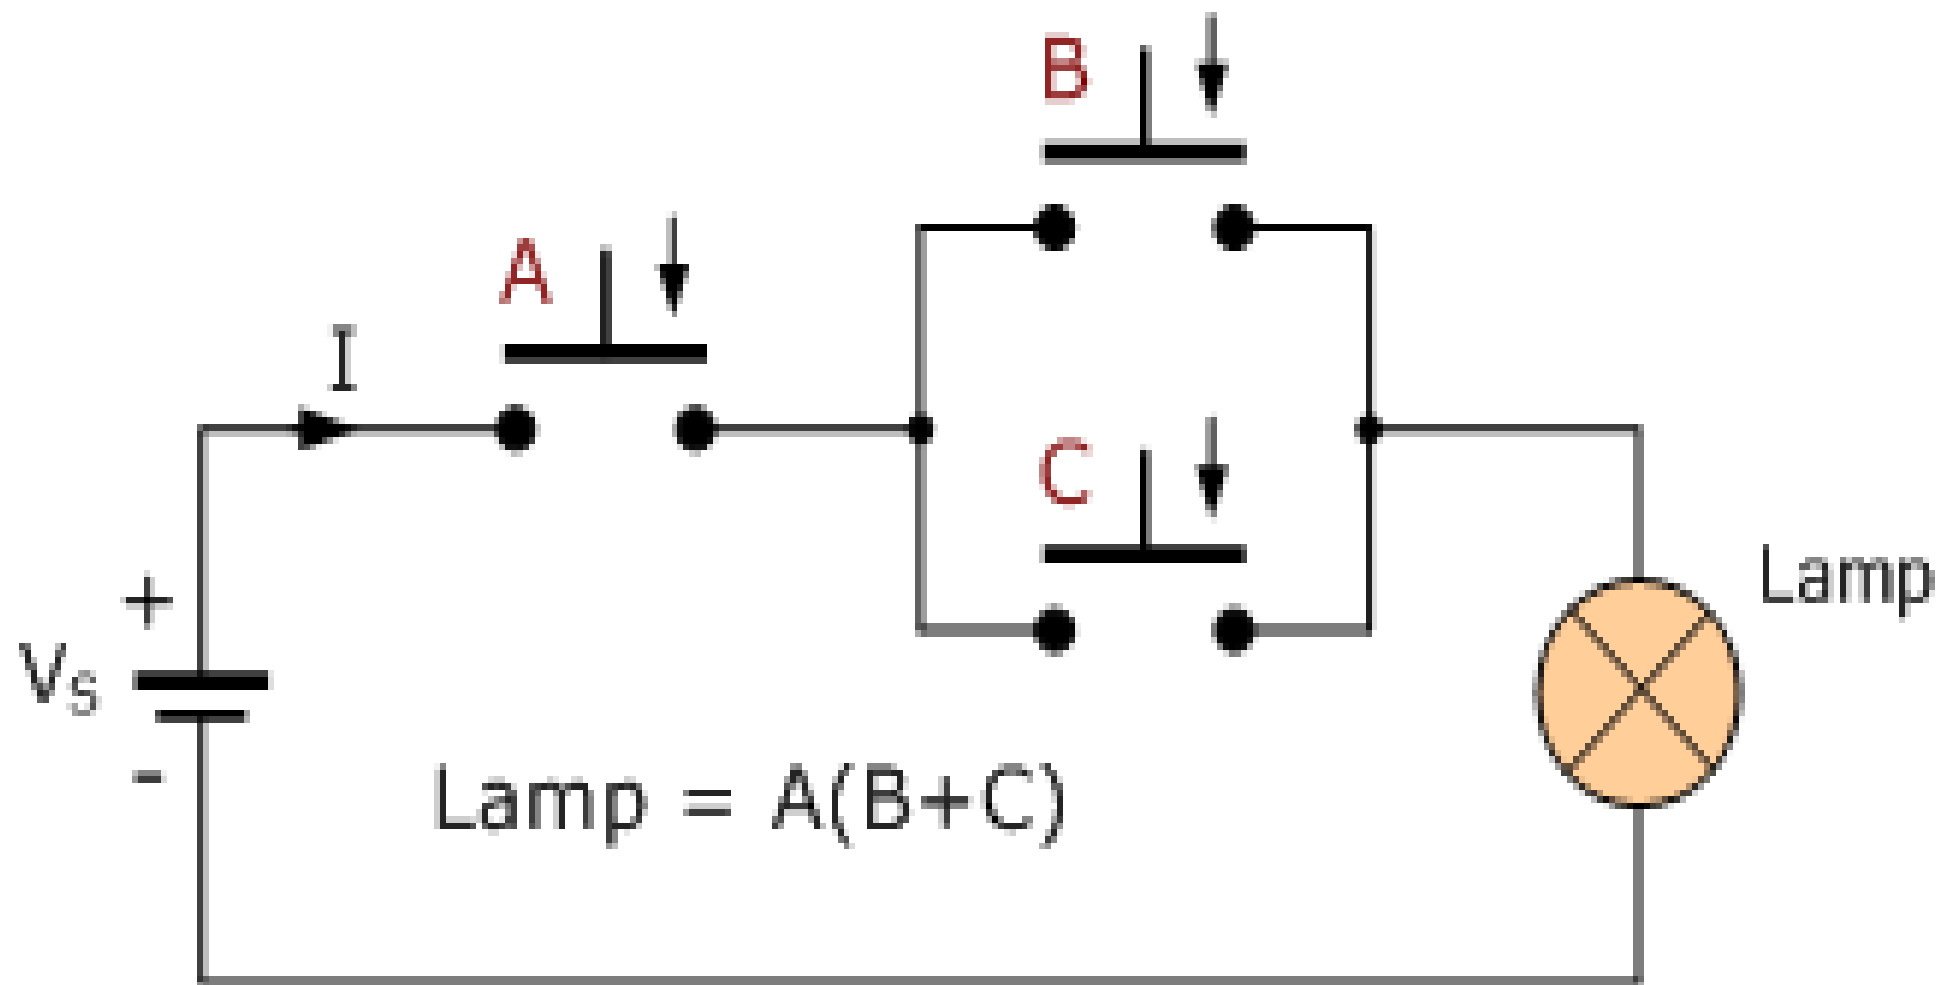 B
A
I
C
+
Lamp
Vs
-
Lamp = A(B+C)